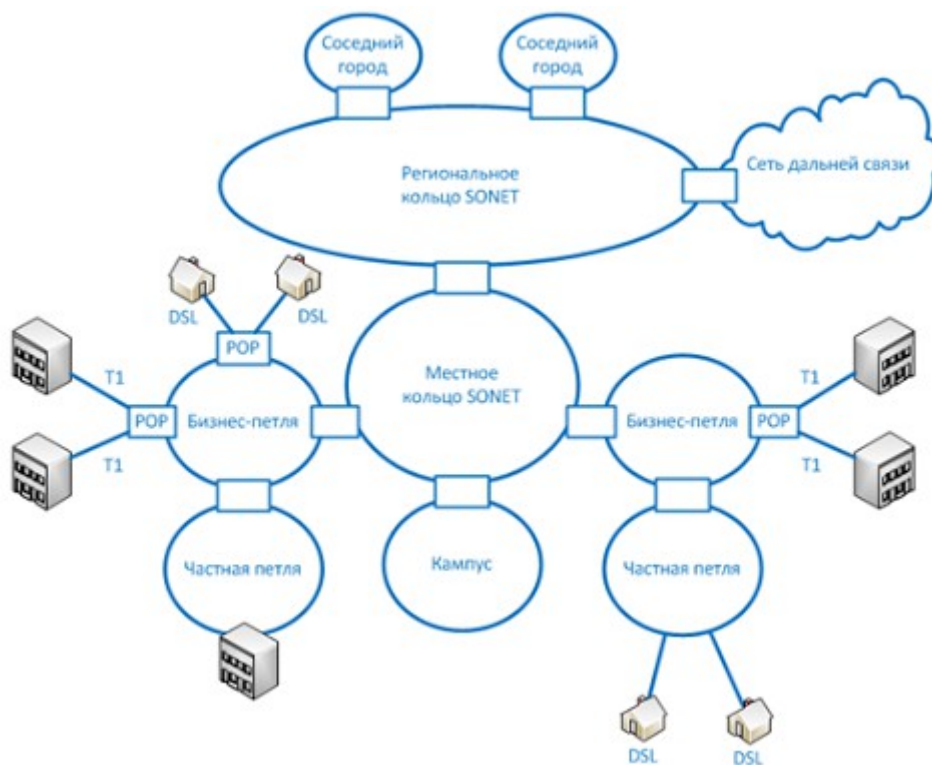 Соседний
город
Соседний
город
Региональное
кольцо SONET
Сеть дальней связи
DSL
DSL
POP
T1
T1
POP
Бизнес-петля
Местное
кольцо SONET
Бизнес-петля
POP
T1
T1
Частная петля
Кампус
Частная петля
DSL
DSL